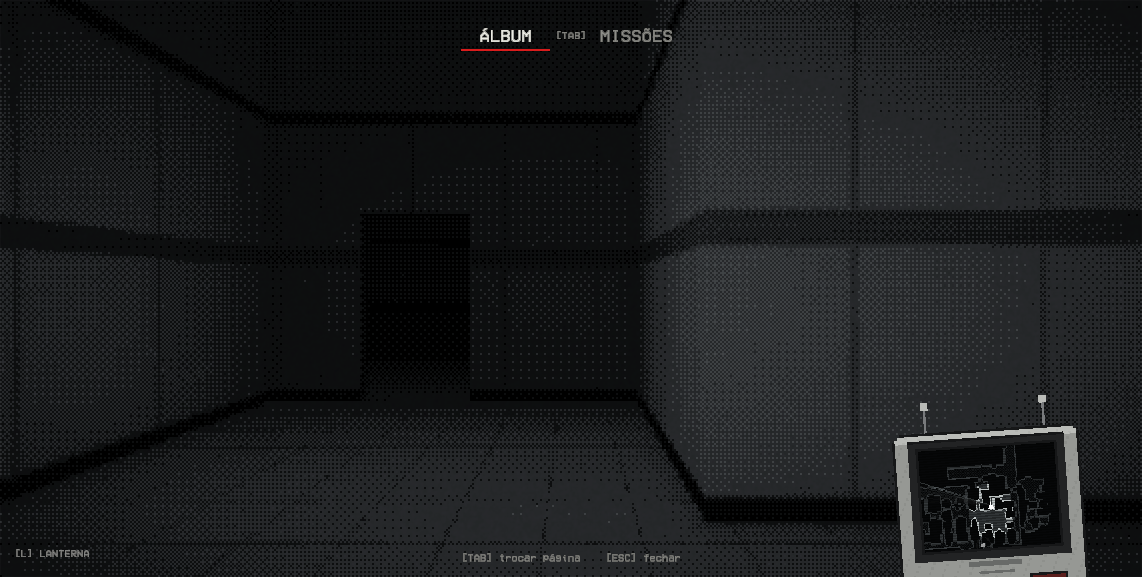 ÁLBUM [TAB] MISSÕES
[L] LANTERNA
[TAB] trocar página [ESC] fechar